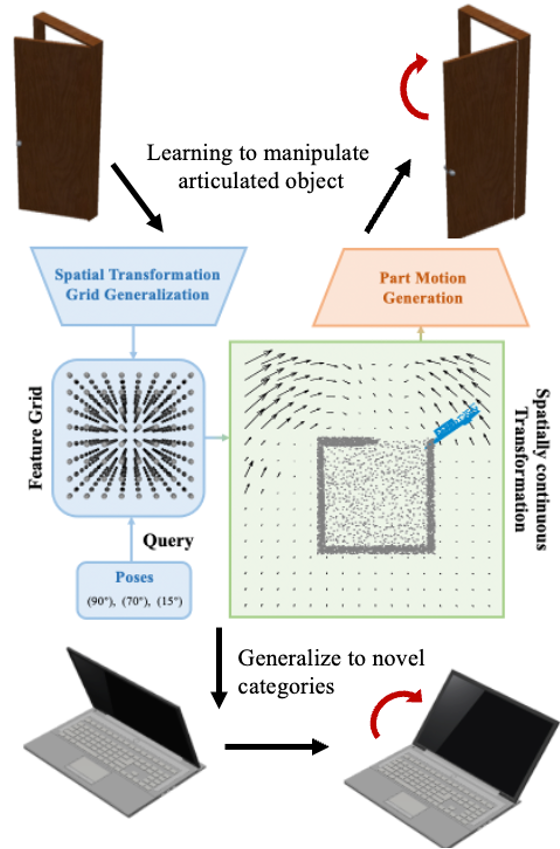 Learning to manipulate
articulated object
Spatial Transformation
Grid Generalization
Part Motion
Generation
Feature Grid
Spatially continuous
Transformation
Query
Poses
(90°), (70°), (15°)
Generalize to novel
categories